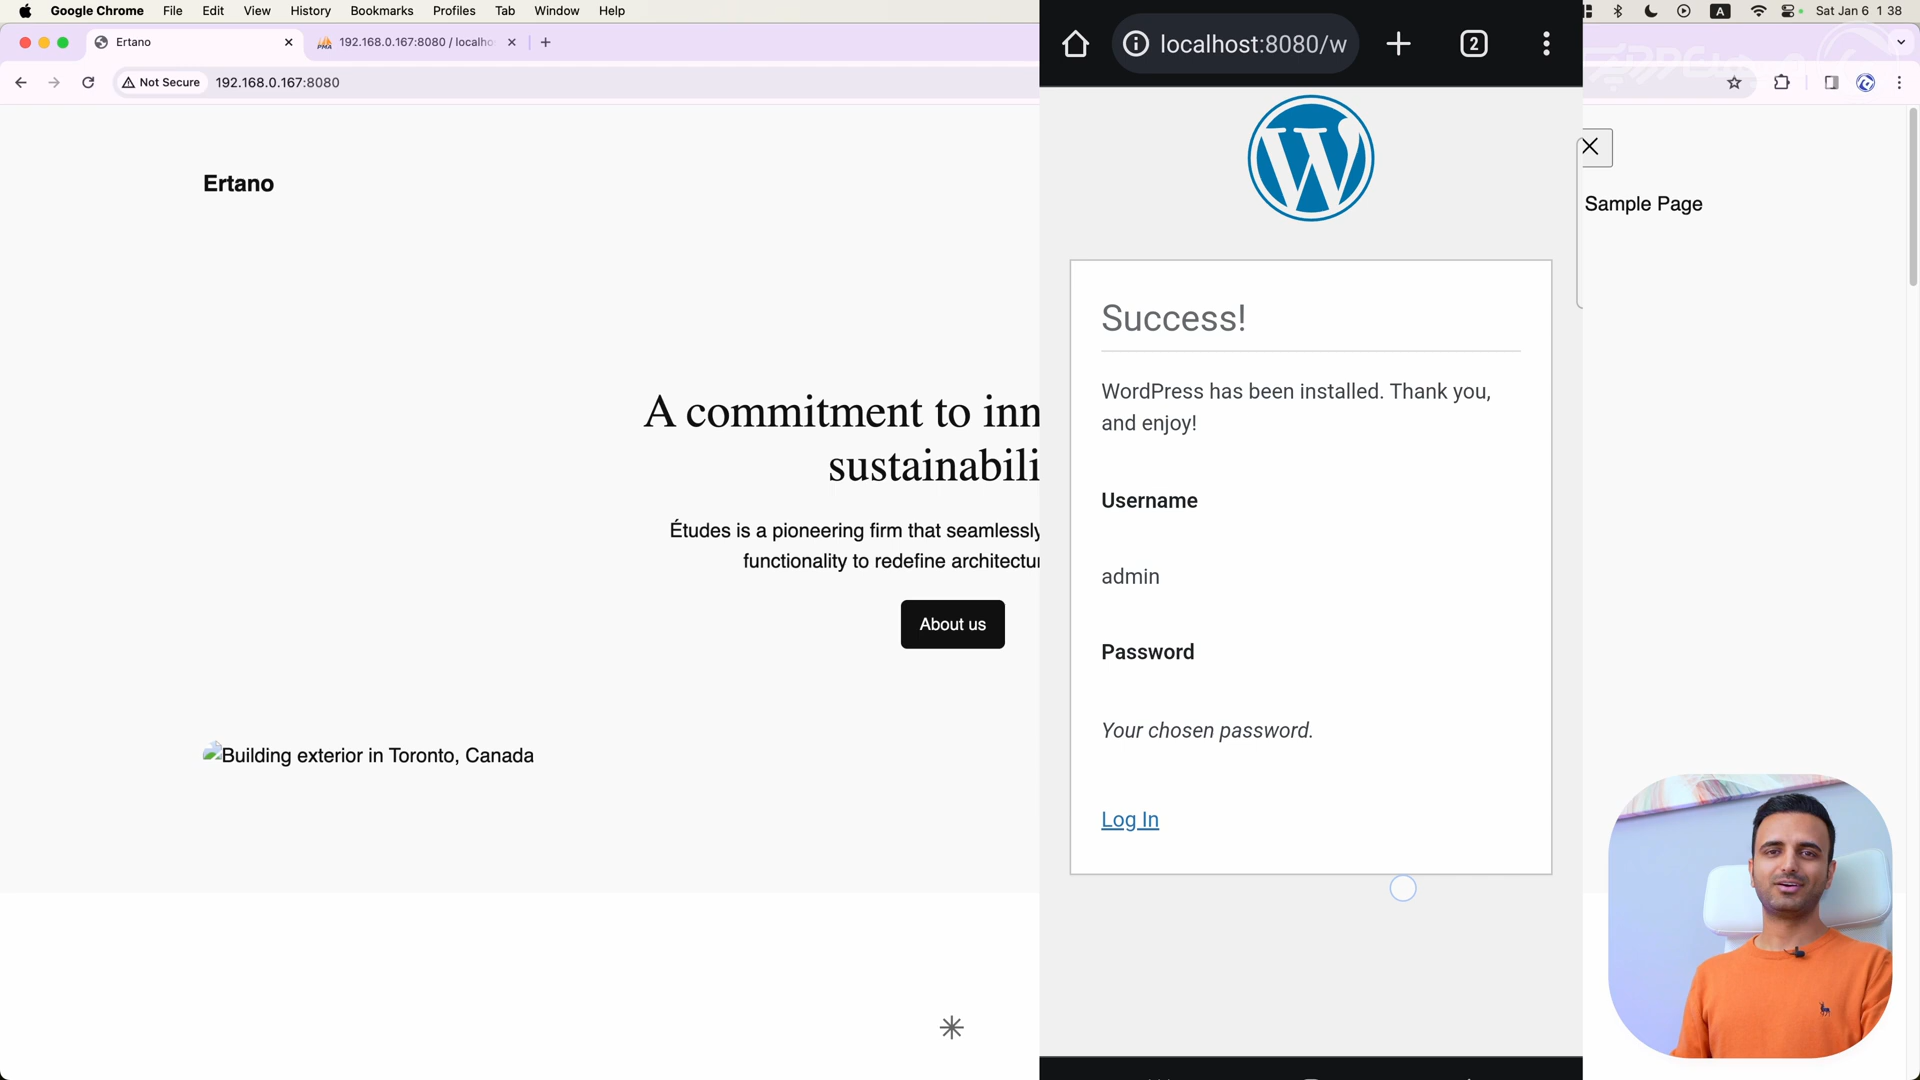 Google Chrome File Edit View History Bookmarks Profiles Tab Window Help
A Sat Jan 6 1 38
Ertano
192.168.0.167:8080 / localho
Not Secure 192.168.0.167:8080
localhost:8080/w
2
Ertano
Sample Page
A commitment to inn
sustainabili
Études is a pioneering firm that seamlessly
functionality to redefine architectur
About us
Building exterior in Toronto, Canada
W
Success!
WordPress has been installed. Thank you,
and enjoy!
Username
admin
Password
Your chosen password.
Log In